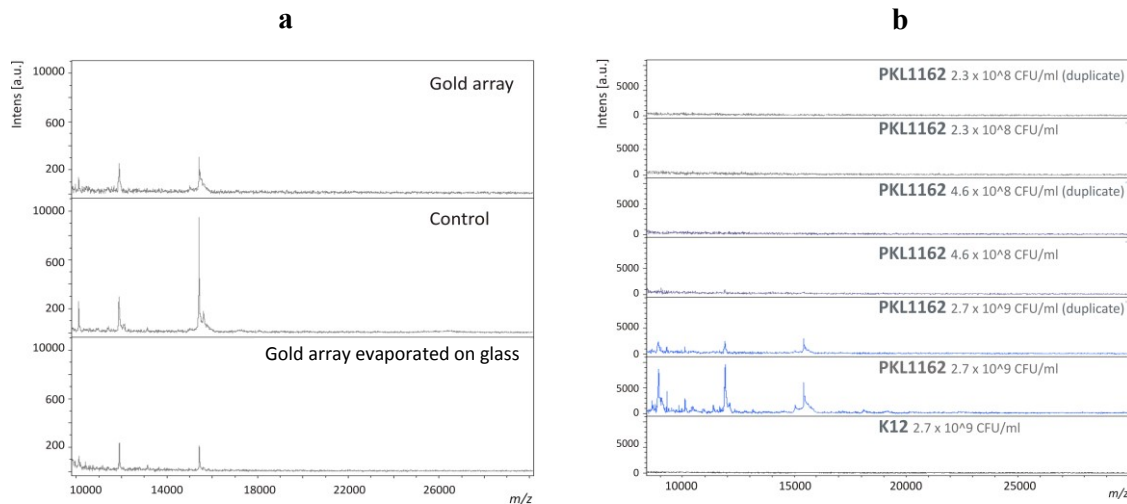 a
b
Intens [a.u.]
10000
Gold array
600
200
10000
Control
600
200
10000
Gold array evaporated on glass
600
200
10000 14000 18000 22000 26000
m/z
Intens [a.u.]
PKL1162 2.3 x 10^8 CFU/ml (duplicate)
5000
0
PKL1162 2.3 x 10^8 CFU/ml
5000
0
PKL1162 4.6 x 10^8 CFU/ml (duplicate)
5000
0
PKL1162 4.6 x 10^8 CFU/ml
5000
0
PKL1162 2.7 x 10^9 CFU/ml (duplicate)
5000
0
PKL1162 2.7 x 10^9 CFU/ml
5000
0
K12 2.7 x 10^9 CFU/ml
5000
0
10000 15000 20000 25000
m/z